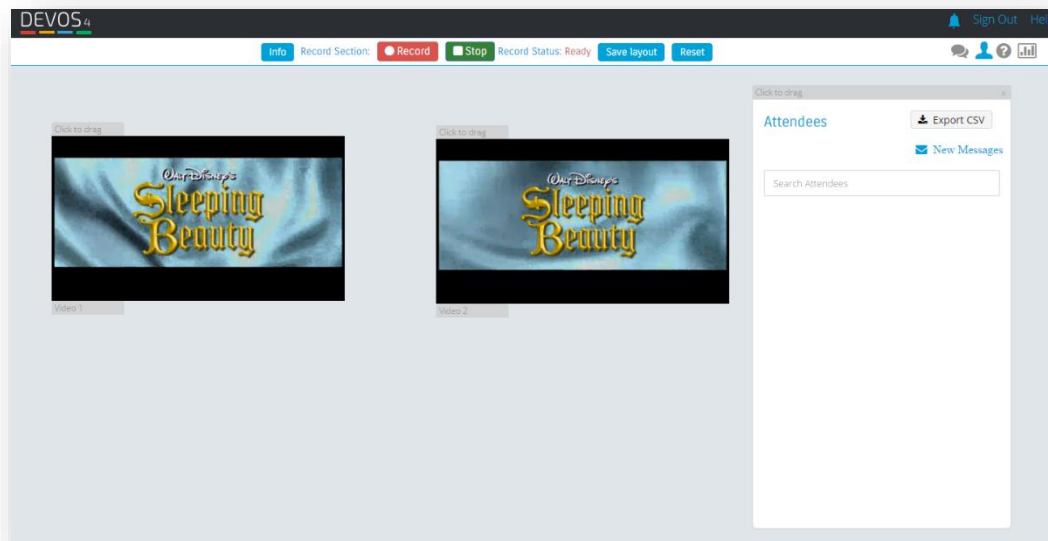 DEVOS4
Sign Out Hel
Info Record Section: Record Stop Record Status: Ready Save layout Reset
Click to drag
WALT DISNEY'S
Sleeping
Beauty
Video 1
Click to drag
WALT DISNEY'S
Sleeping
Beauty
Video 2
Click to drag x
Attendees
Export CSV
New Messages
Search Attendees